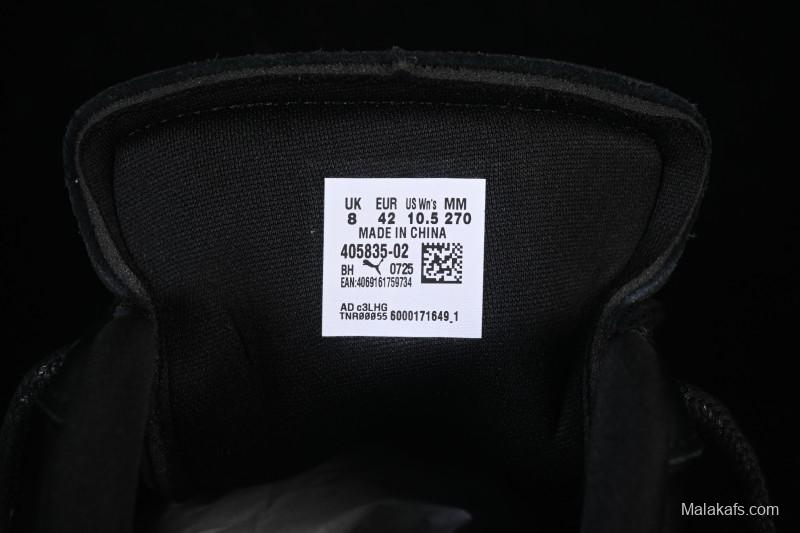 UK EUR US Wn's MM
8 42 10.5 270
MADE IN CHINA
405835-02
BH 0725
EAN:4069161759734
AD c3LHG
TNR00055 6000171649_1
Malakafs.com